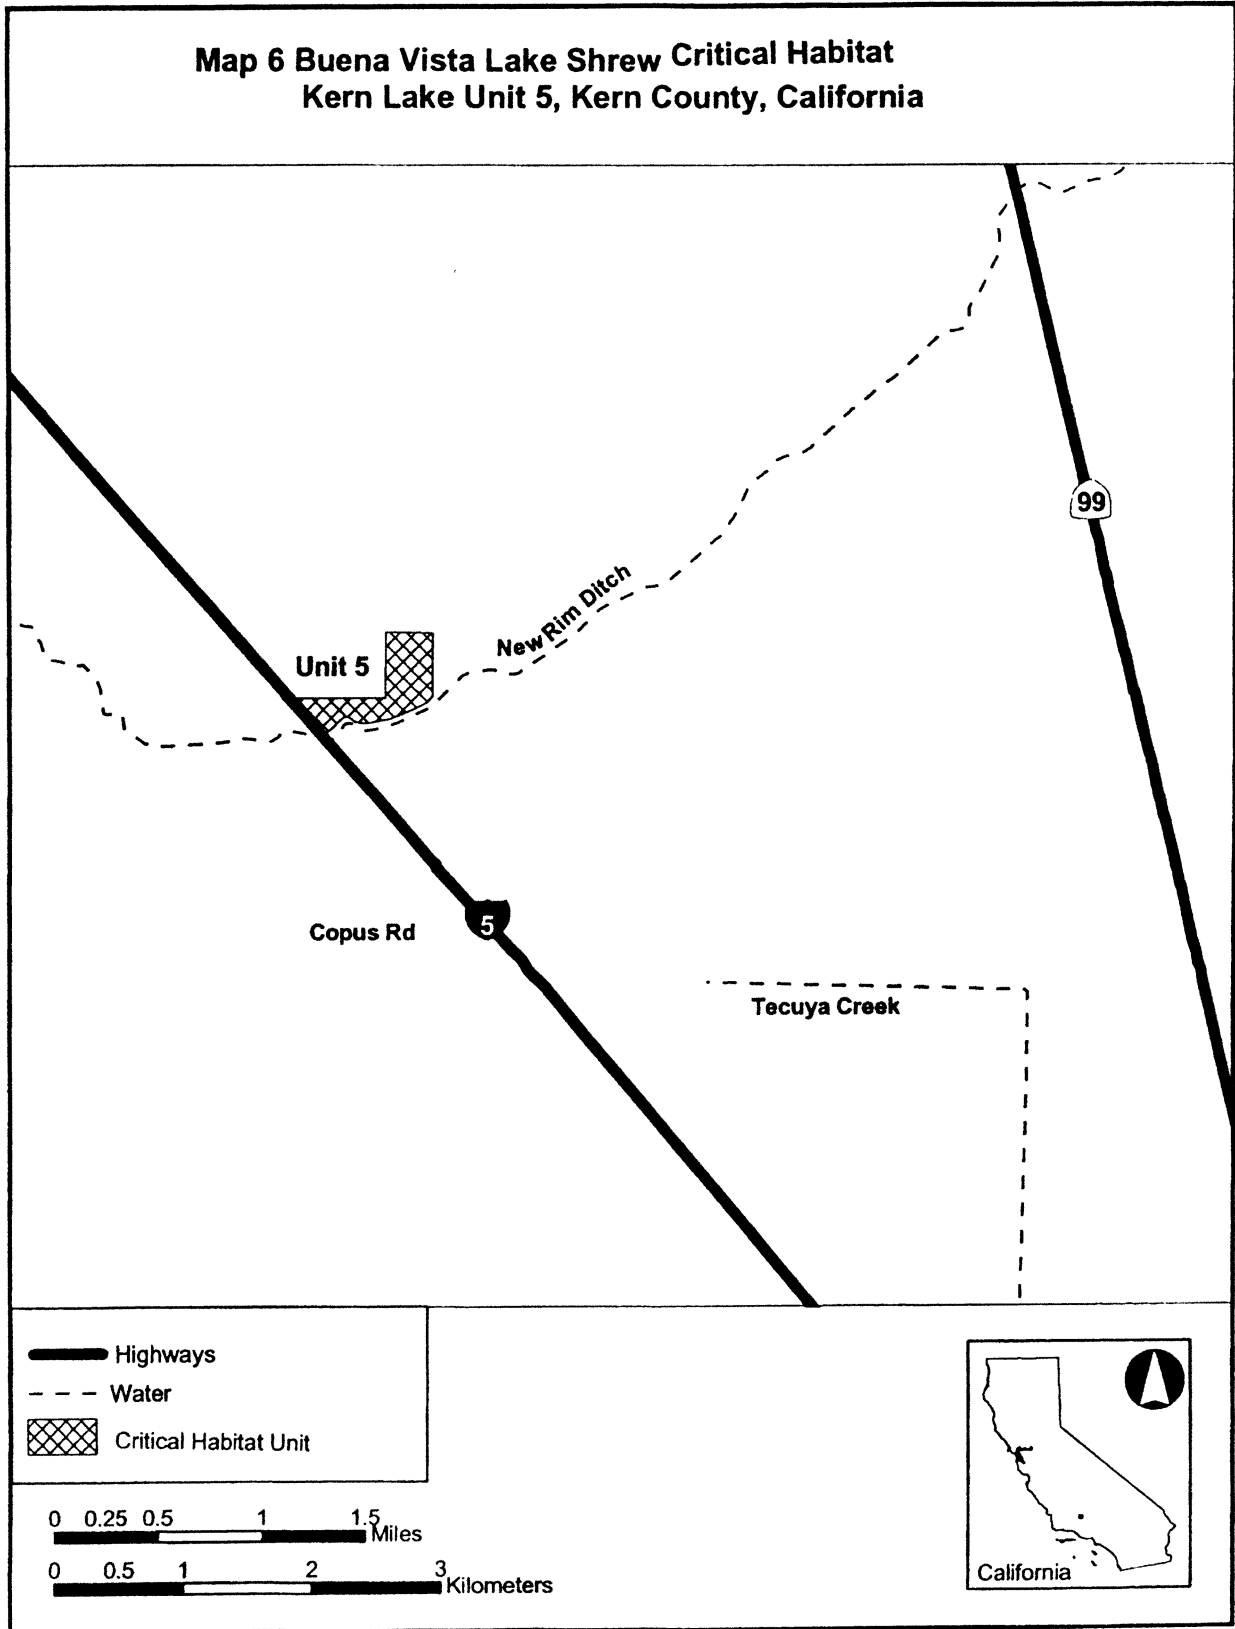 Map 6 Buena Vista Lake Shrew Critical Habitat
Kern Lake Unit 5, Kern County, California
99
New Rim Ditch
Unit 5
Copus Rd
5
Tecuya Creek
Highways
Water
Critical Habitat Unit
0 0.25 0.5 1 1.5
Miles
0 0.5 1 2 3
Kilometers
California